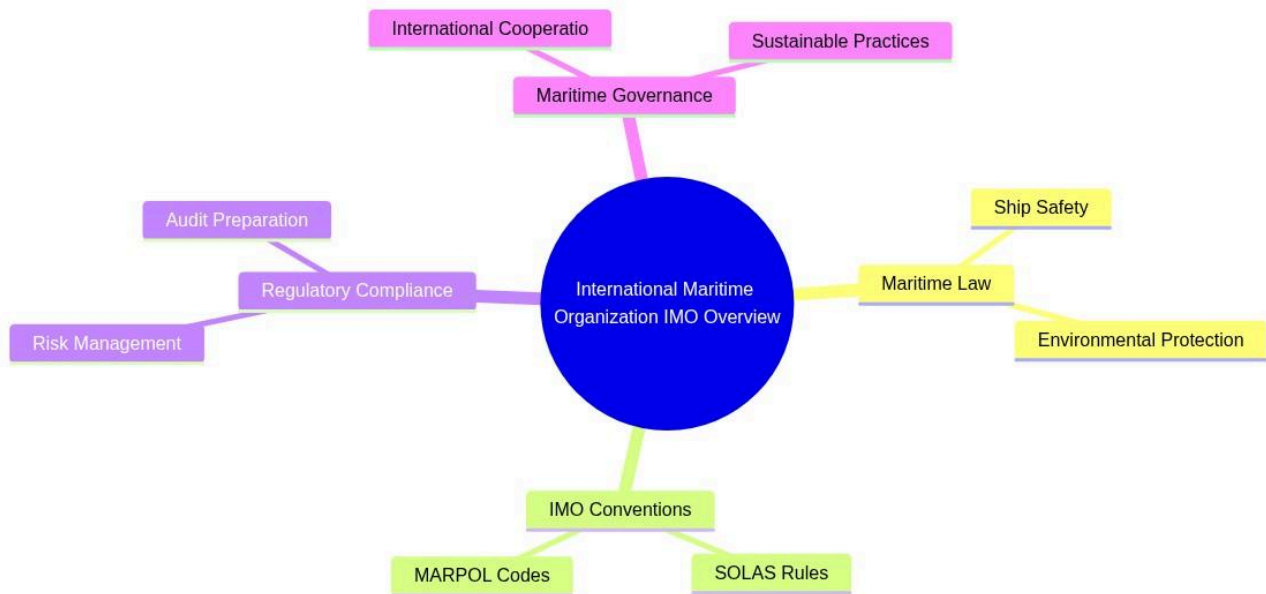 International Cooperatio
Sustainable Practices
Maritime Governance
Audit Preparation
Ship Safety
Regulatory Compliance
Maritime Law
International Maritime
Organization IMO Overview
Risk Management
Environmental Protection
IMO Conventions
MARPOL Codes
SOLAS Rules